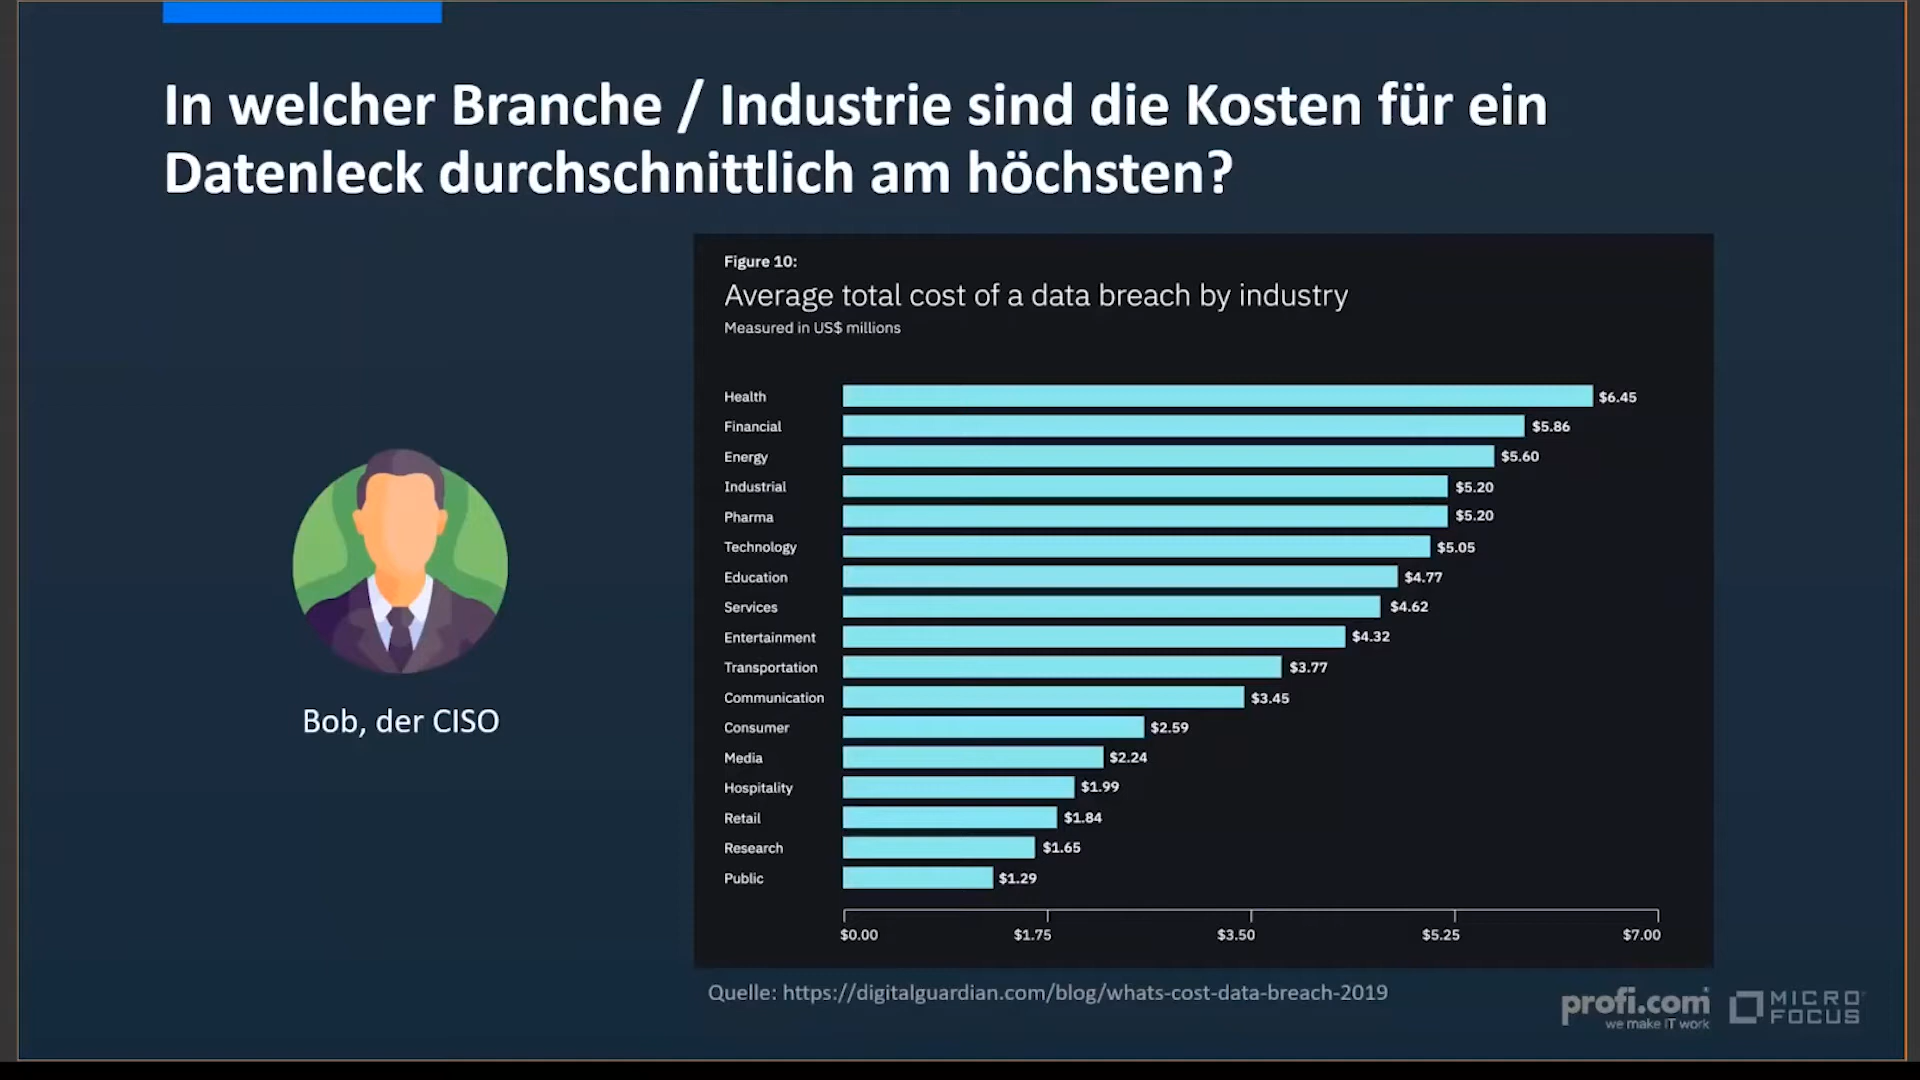 In welcher Branche / Industrie sind die Kosten für ein
Datenleck durchschnittlich am höchsten?
Figure 10:
Average total cost of a data breach by industry
Measured in US$ millions
Health $6.45
Financial $5.86
Energy $5.60
Industrial $5.20
Pharma $5.20
Technology $5.05
Education $4.77
Services $4.62
Entertainment $4.32
Transportation $3.77
Communication $3.45
Consumer $2.59
Media $2.24
Hospitality $1.99
Retail $1.84
Research $1.65
Public $1.29
$0.00 $1.75 $3.50 $5.25 $7.00
Bob, der CISO
Quelle: https://digitalguardian.com/blog/whats-cost-data-breach-2019
profi.com
we make IT work
MICRO
FOCUS